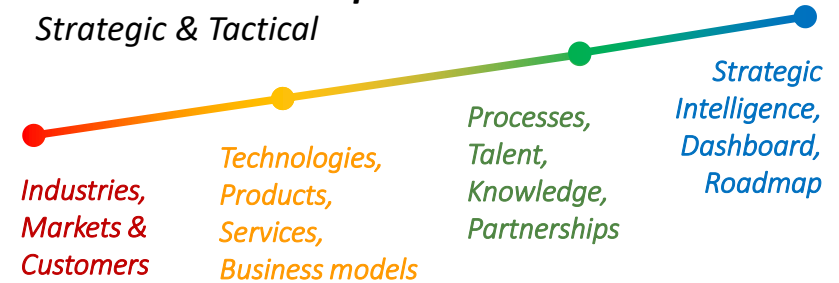 Strategic & Tactical
Industries,
Markets &
Customers
Technologies,
Products,
Services,
Business models
Processes,
Talent,
Knowledge,
Partnerships
Strategic
Intelligence,
Dashboard,
Roadmap